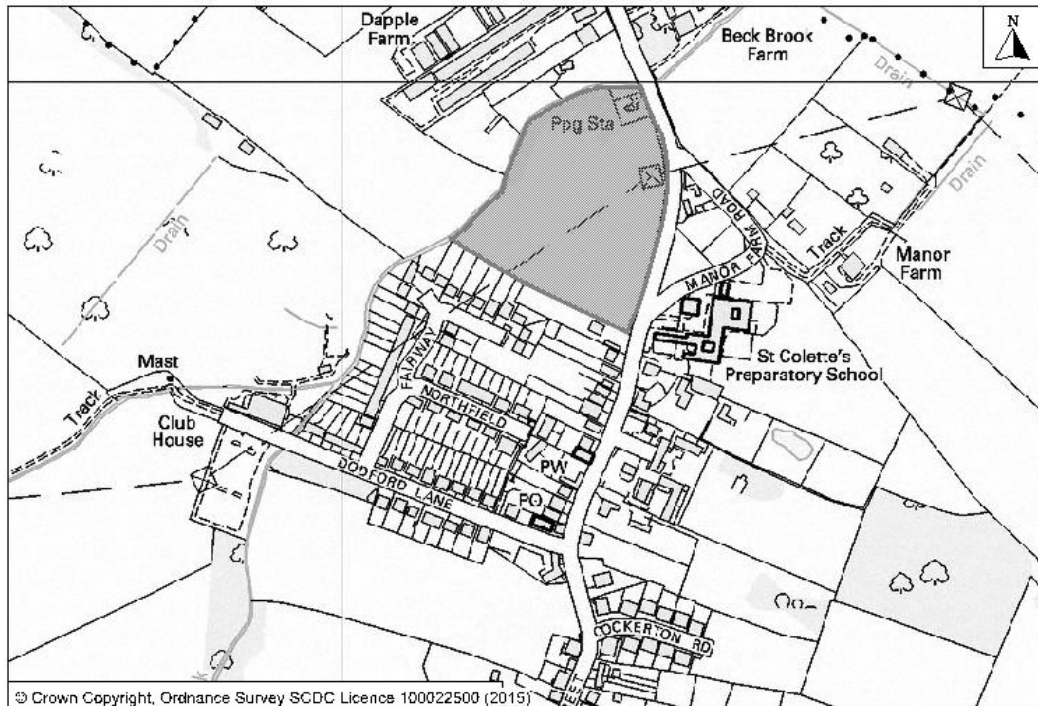 Dapple
Farm
Beck Brook
Farm
N
Drain
Ppg Sta
Drain
Drain
MANOR FARM ROAD
Track
Manor
Farm
St Colette's
Preparatory School
Mast
Track
Club
House
FAIRWAY
NORTHFIELD
DODFORD LANE
PW
PO
COCKERTON RD
© Crown Copyright, Ordnance Survey SCDC Licence 100022500 (2015)